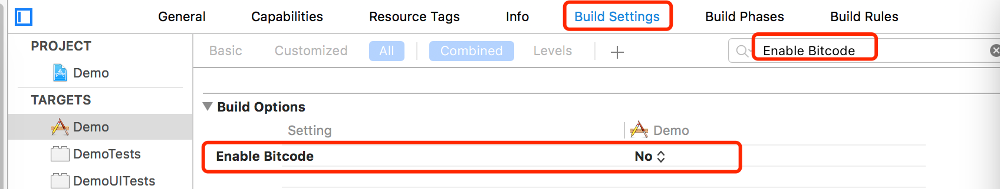 General Capabilities Resource Tags Info Build Settings Build Phases Build Rules
PROJECT
Demo
TARGETS
Demo
DemoTests
DemoUITests
Basic Customized All Combined Levels + Enable Bitcode
Build Options
Setting Demo
Enable Bitcode No